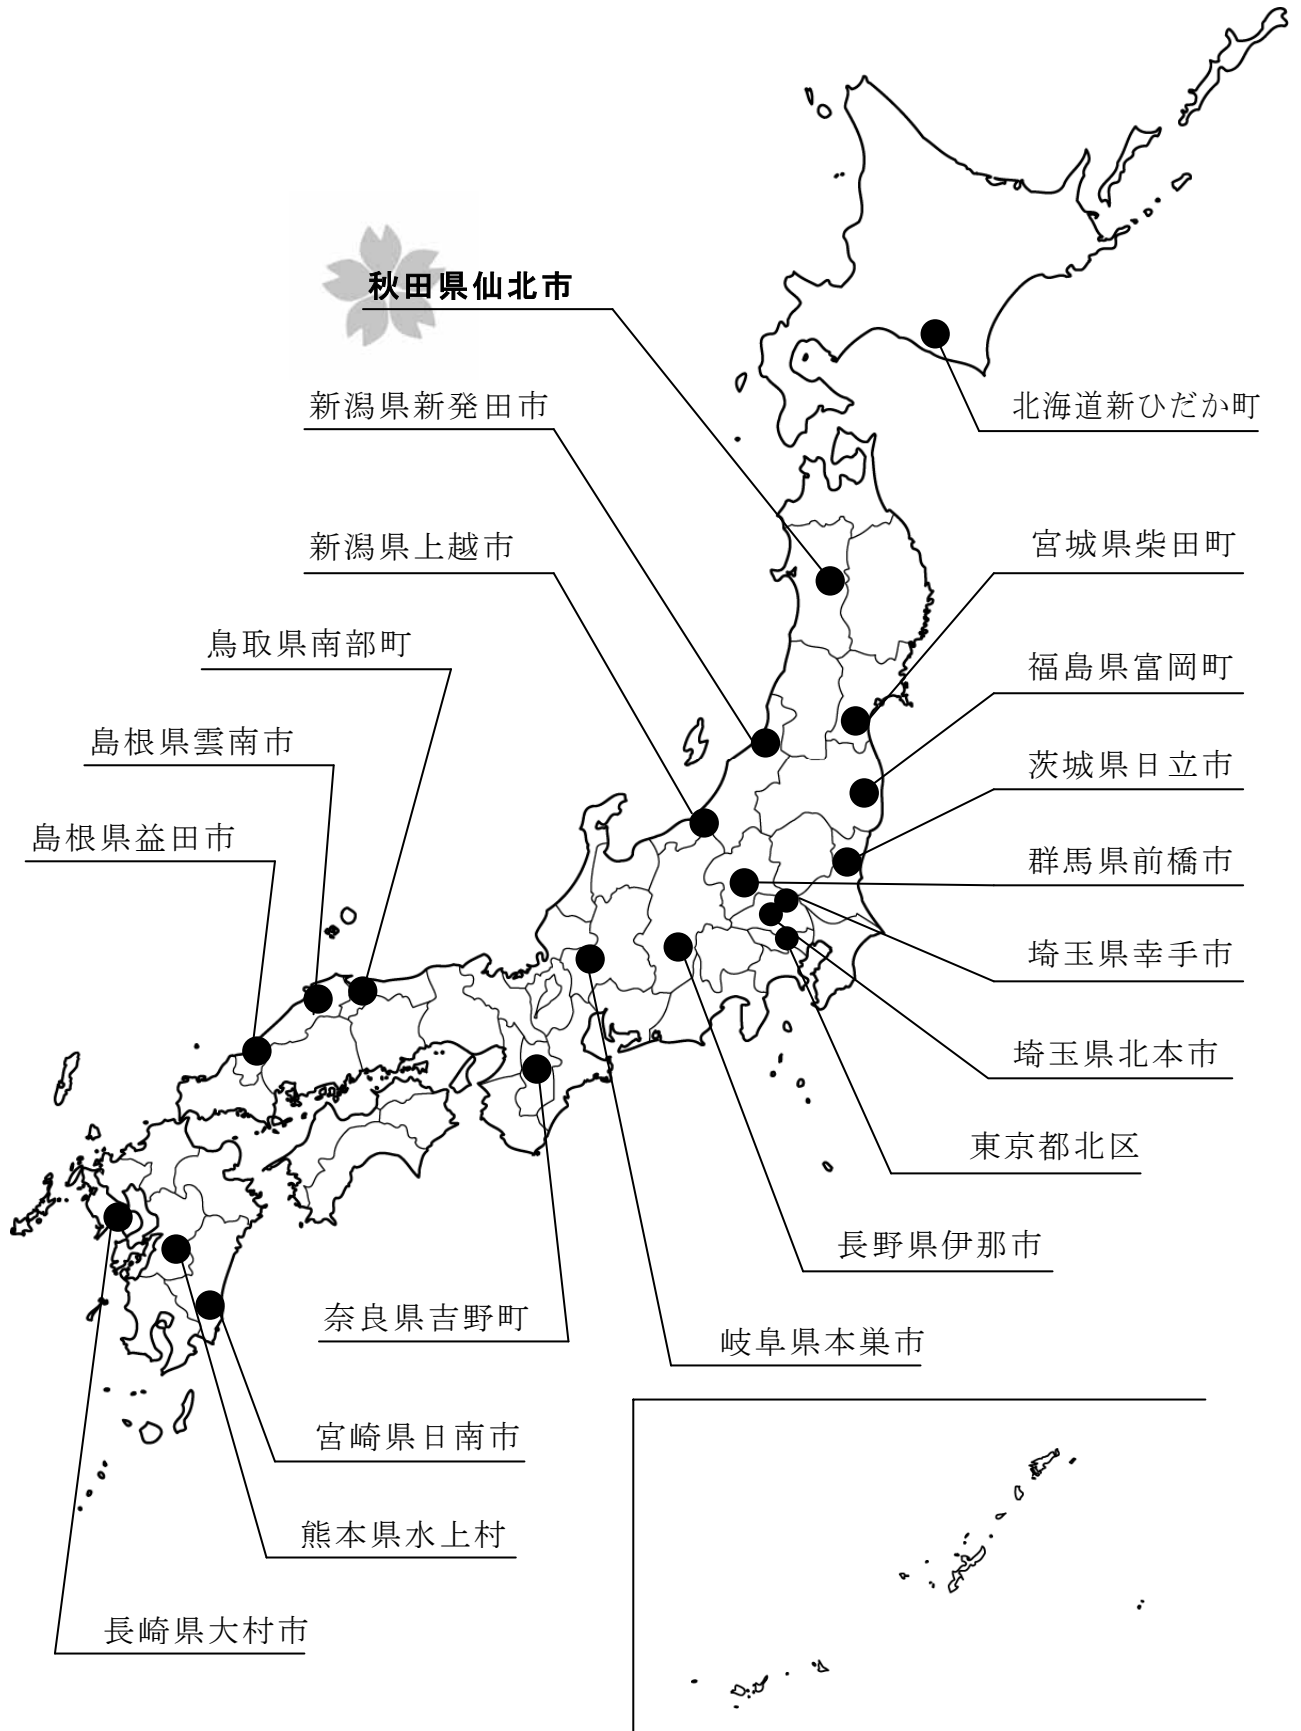 秋田県仙北市
新潟県新発田市
北海道新ひだか町
新潟県上越市
宮城県柴田町
鳥取県南部町
福島県富岡町
島根県雲南市
茨城県日立市
島根県益田市
群馬県前橋市
埼玉県幸手市
埼玉県北本市
東京都北区
長野県伊那市
奈良県吉野町
岐阜県本巣市
宮崎県日南市
熊本県水上村
長崎県大村市